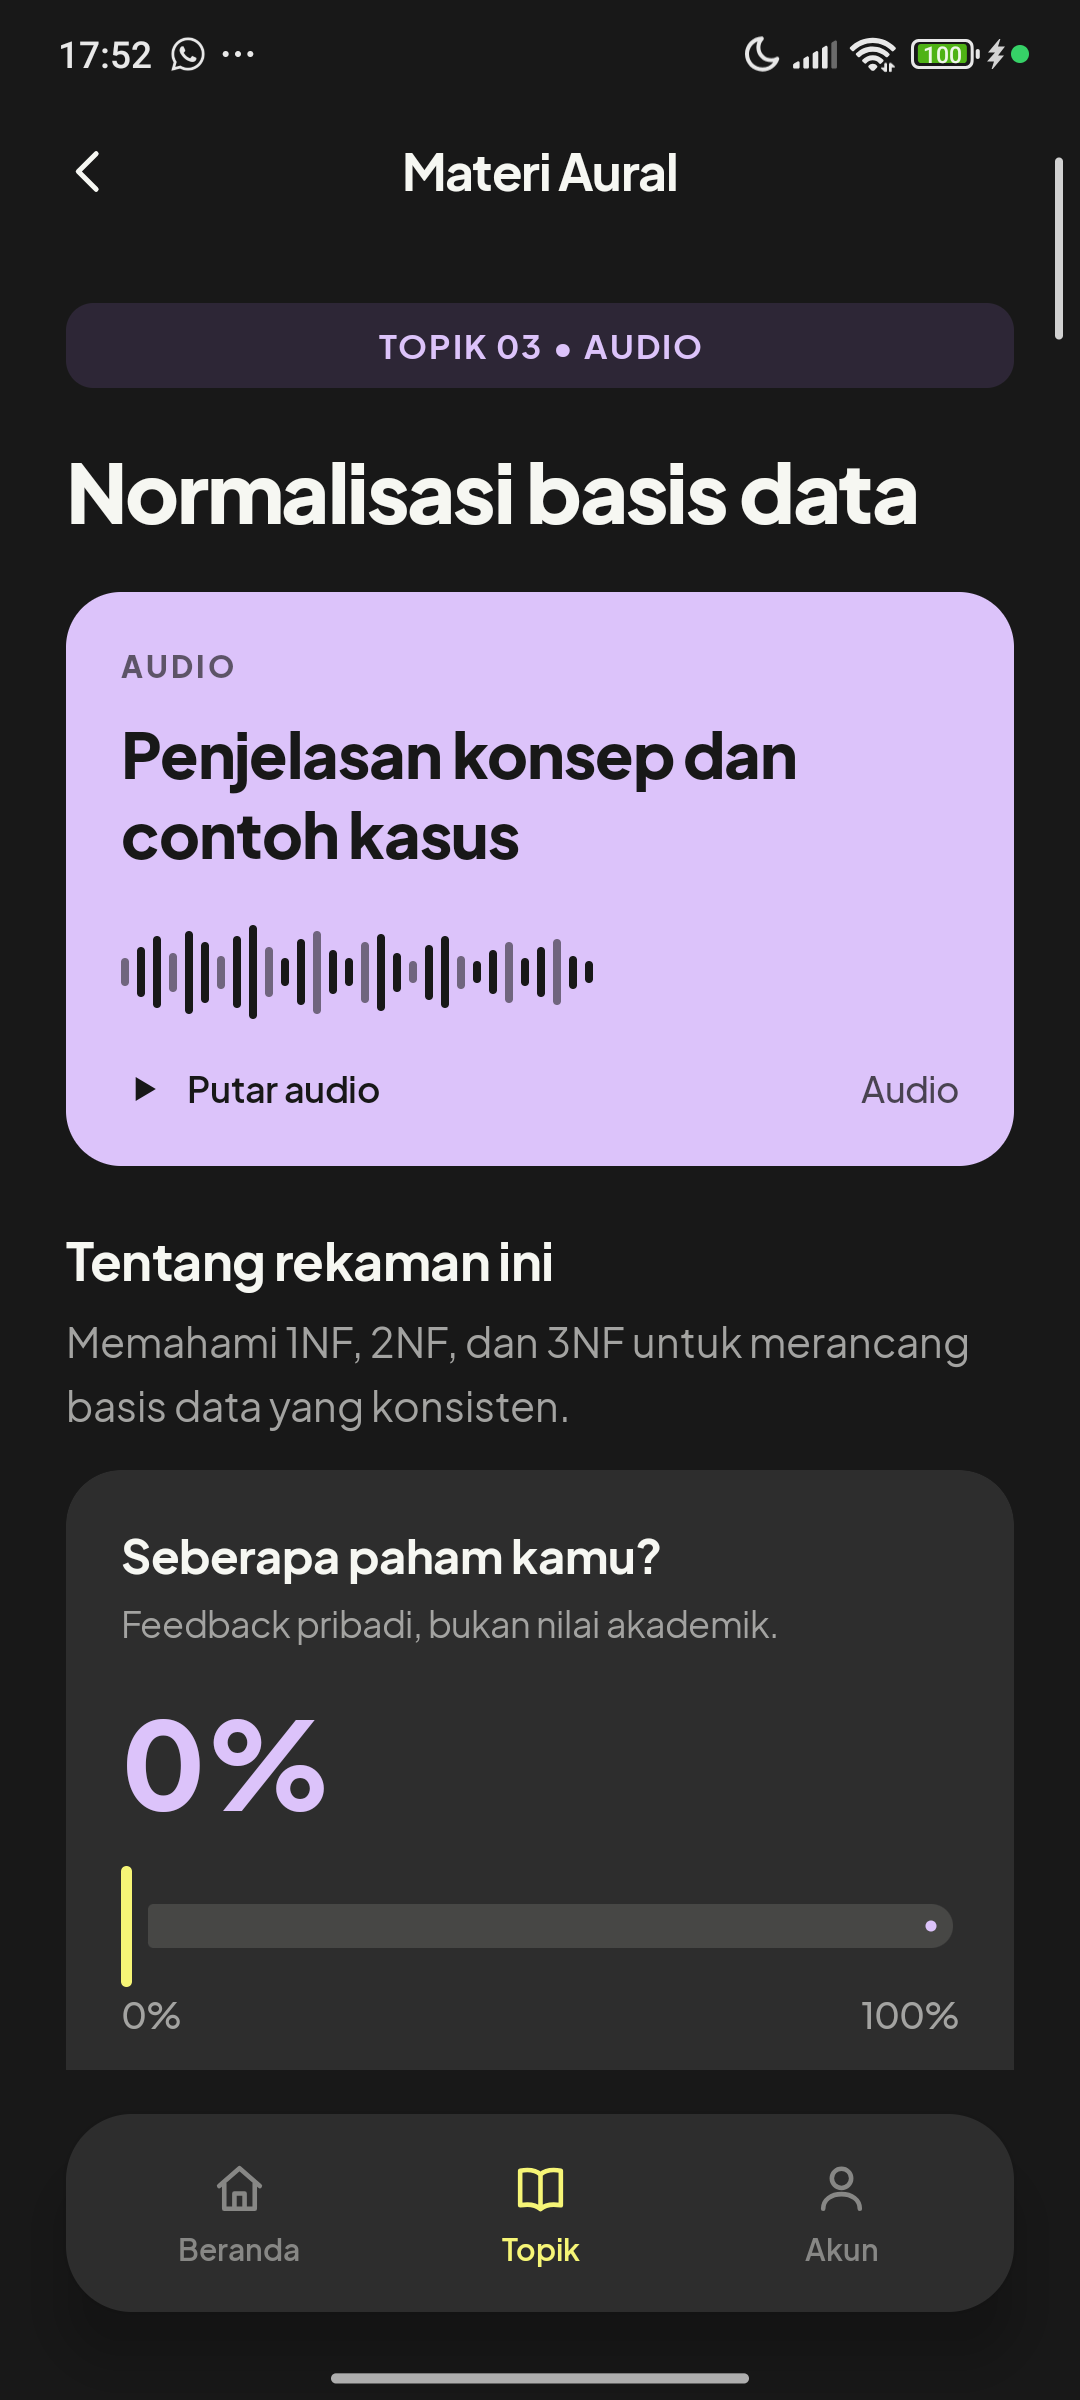 17:52
100
Materi Aural
TOPIK 03 • AUDIO
Normalisasi basis data
AUDIO
Penjelasan konsep dan
contoh kasus
Putar audio
Audio
Tentang rekaman ini
Memahami 1NF, 2NF, dan 3NF untuk merancang
basis data yang konsisten.
Seberapa paham kamu?
Feedback pribadi, bukan nilai akademik.
0%
0%
100%
Beranda
Topik
Akun